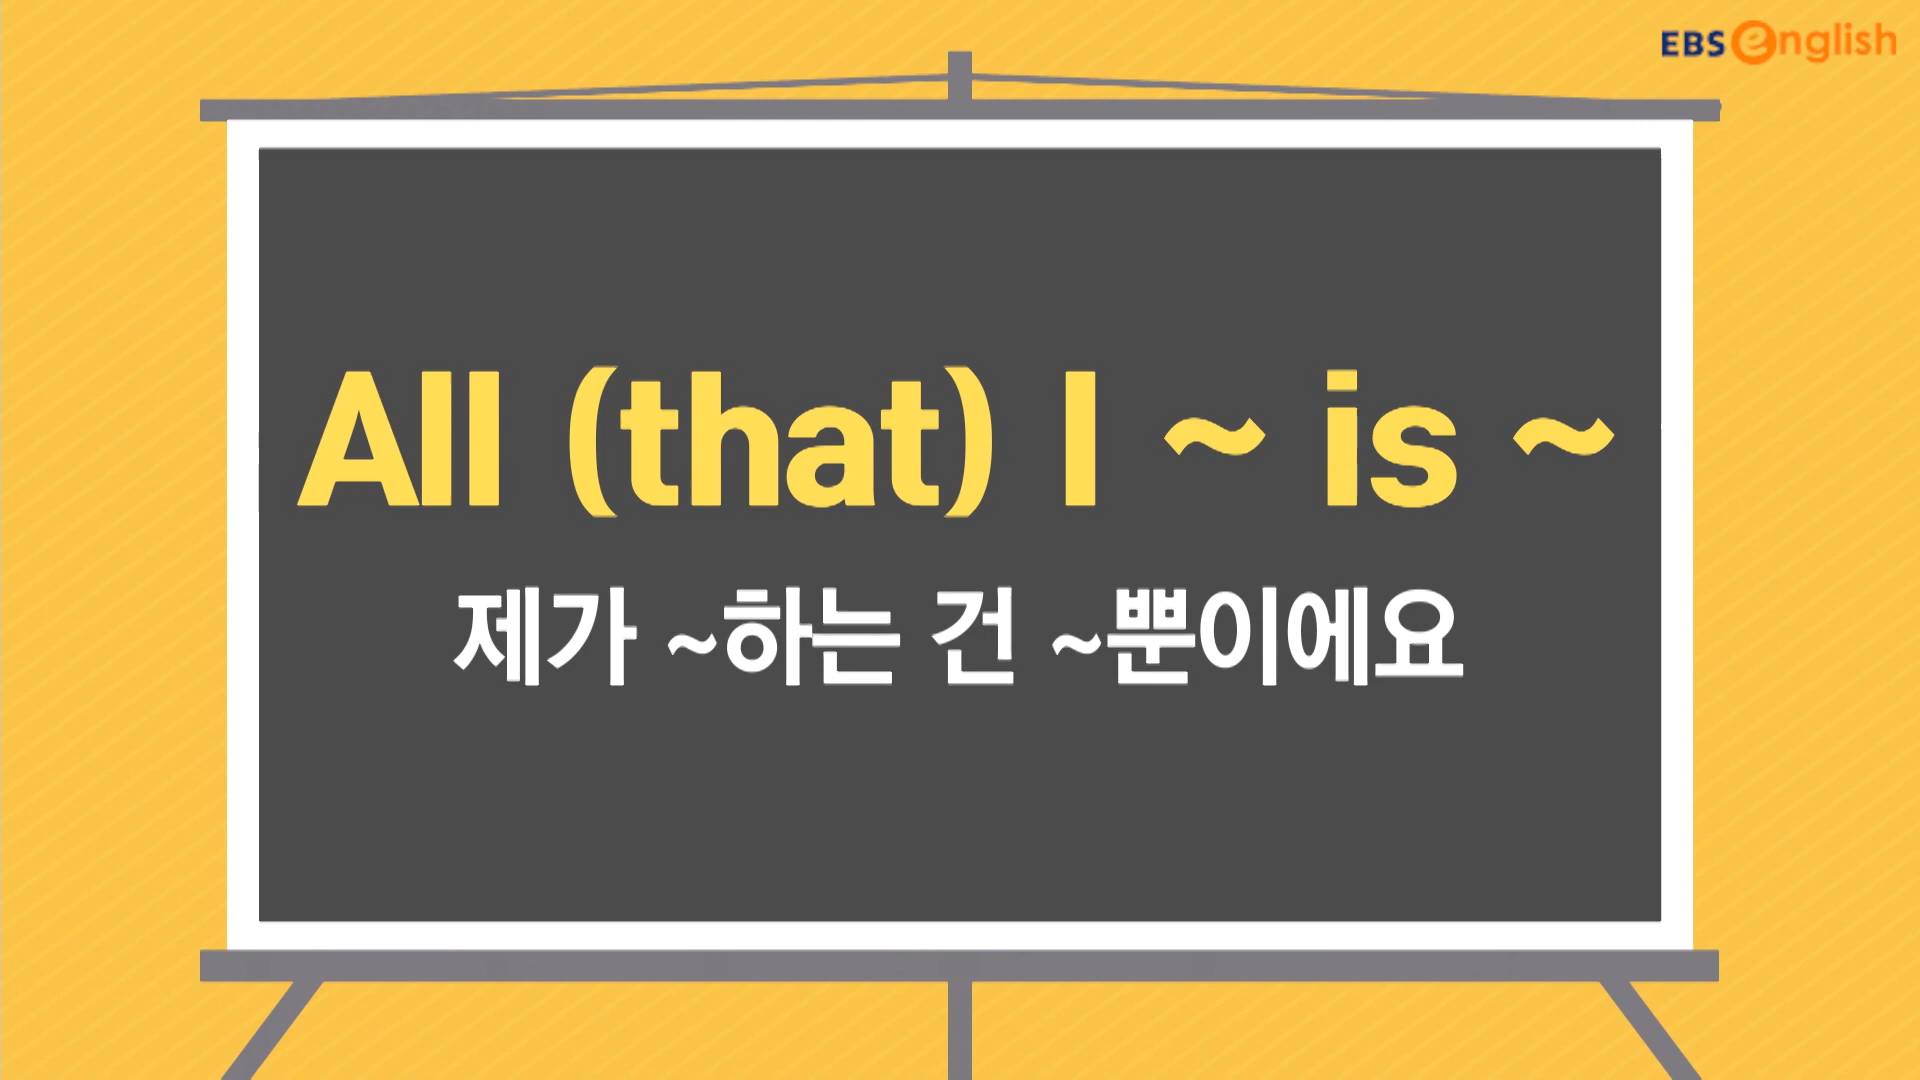 EBS english
All (that) I ~ is ~
제가 ~하는 건 ~뿐이에요